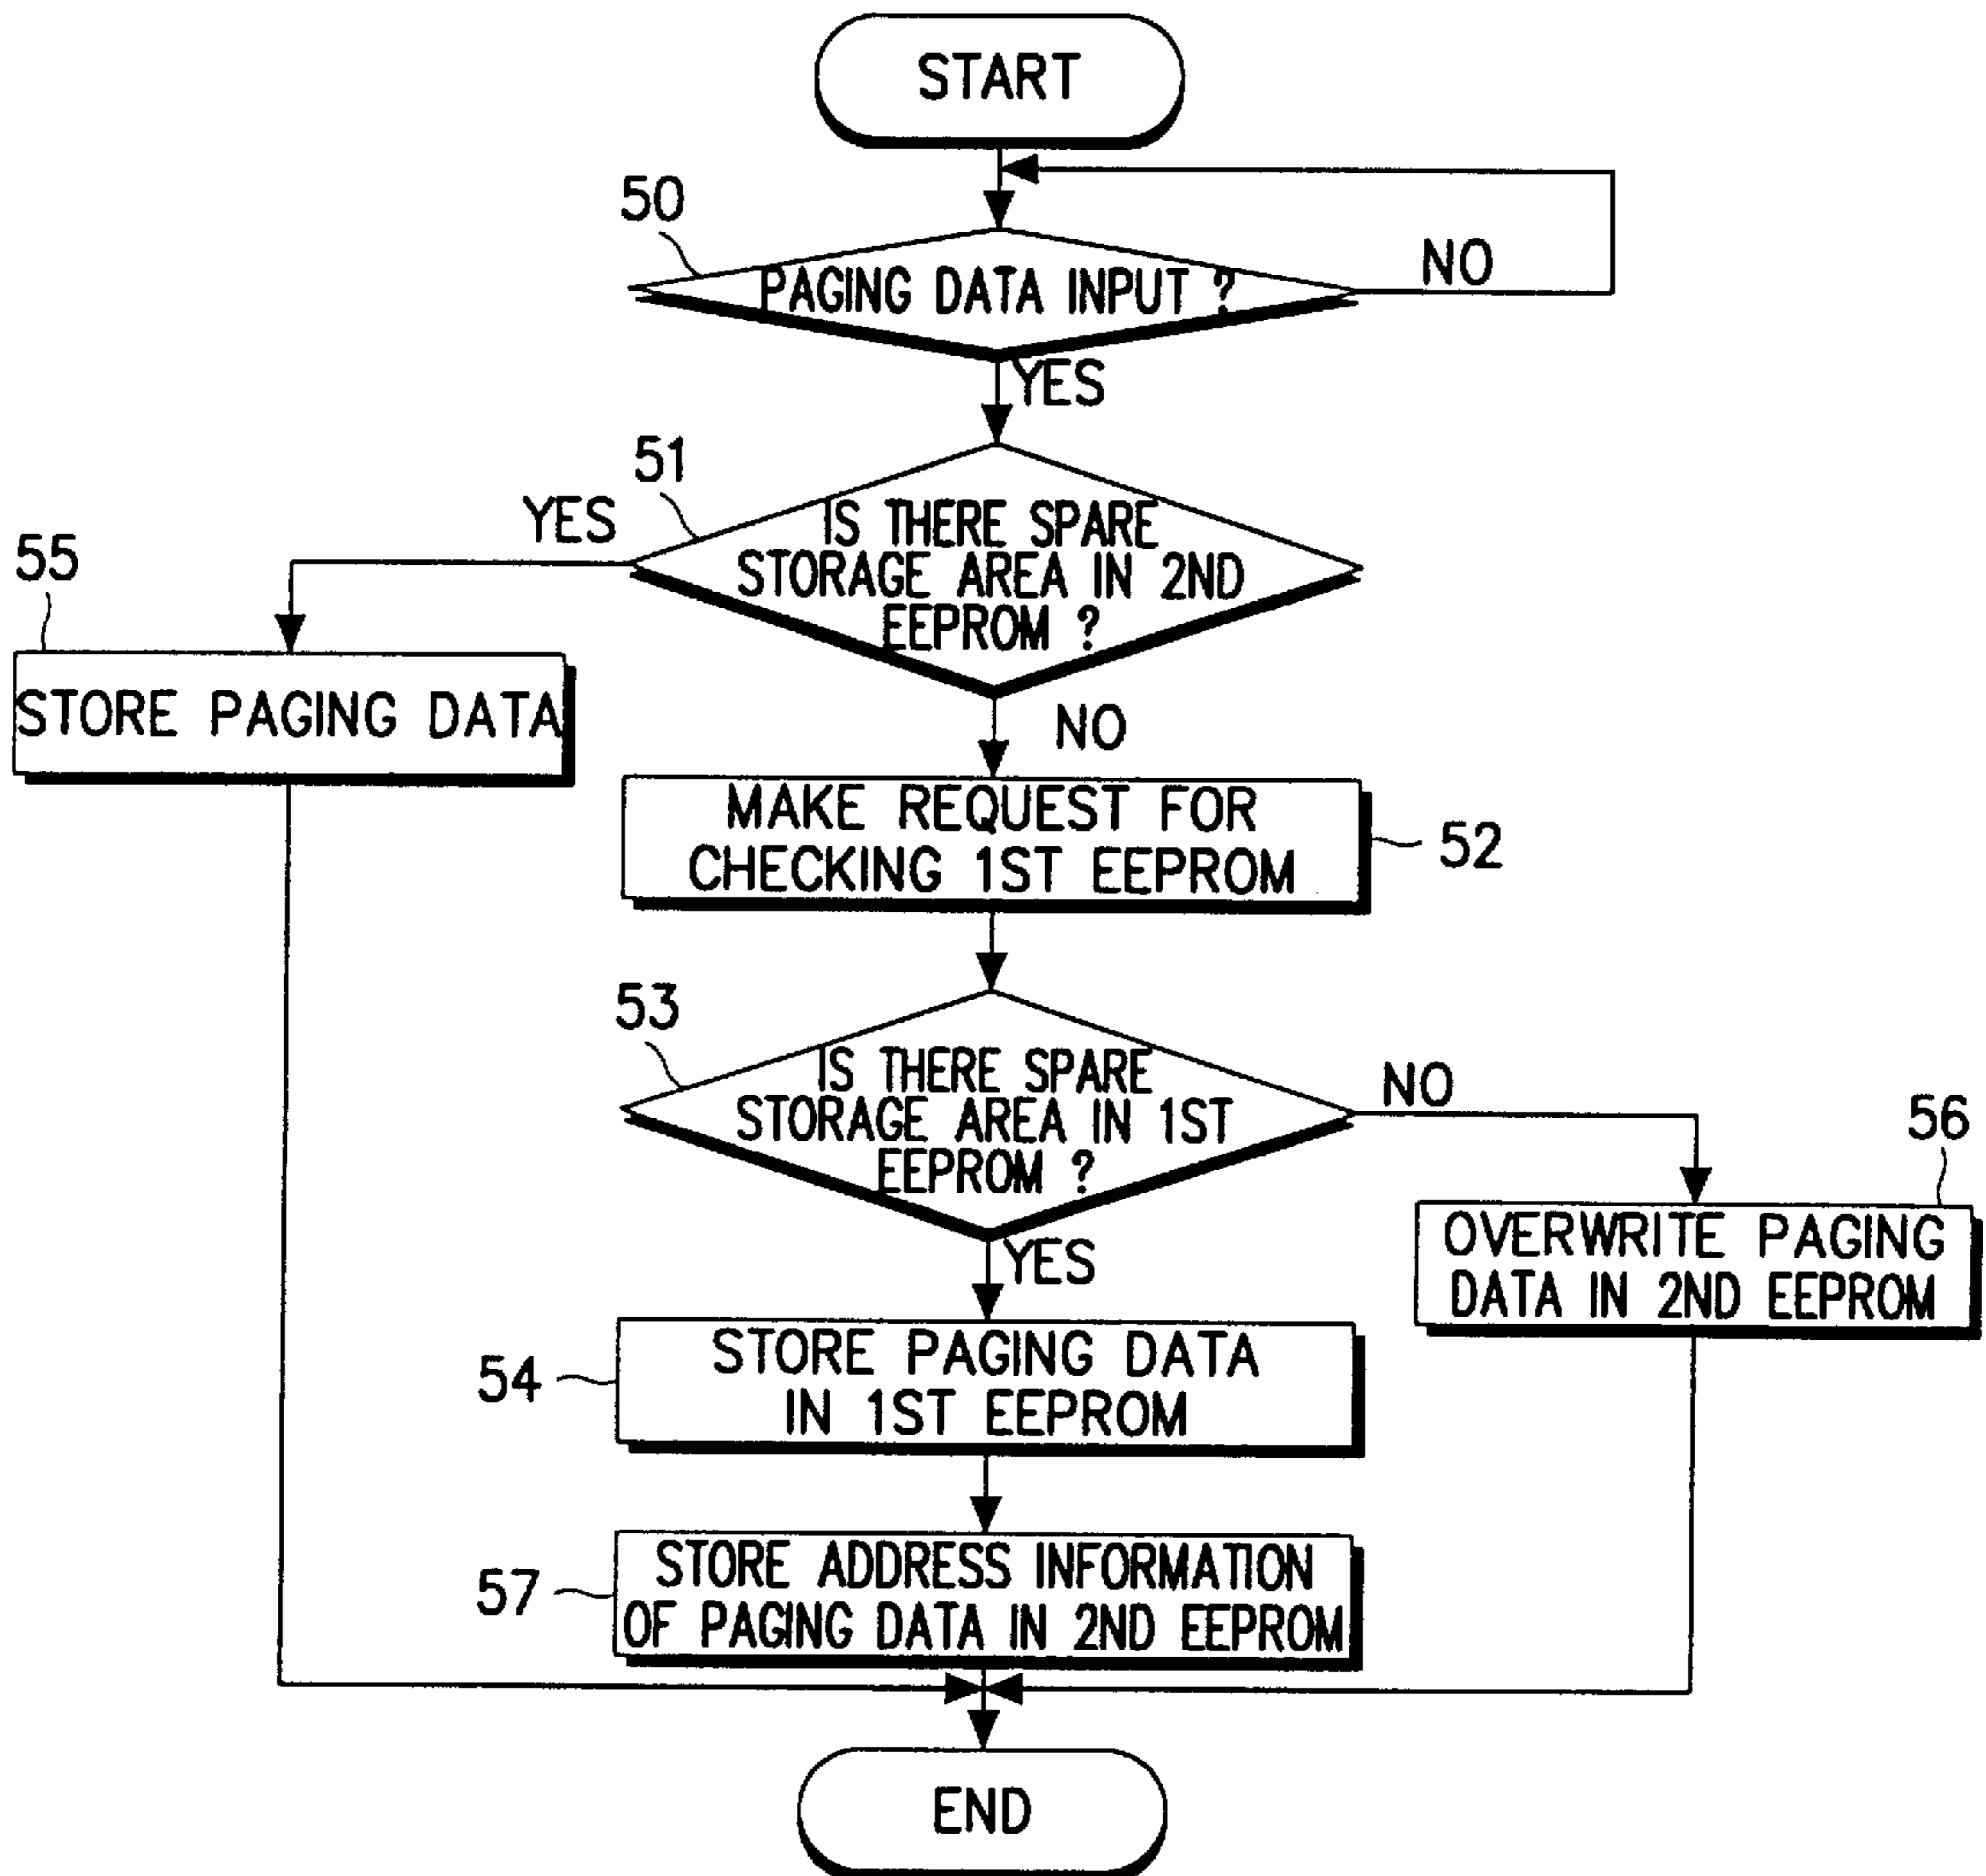 START
50
PAGING DATA INPUT ?
NO
YES
51
YES
IS THERE SPARE
STORAGE AREA IN 2ND
EEPROM ?
55
STORE PAGING DATA
NO
MAKE REQUEST FOR
CHECKING 1ST EEPROM
52
53
IS THERE SPARE
STORAGE AREA IN 1ST
EEPROM ?
NO
56
OVERWRITE PAGING
DATA IN 2ND EEPROM
YES
54
STORE PAGING DATA
IN 1ST EEPROM
57
STORE ADDRESS INFORMATION
OF PAGING DATA IN 2ND EEPROM
END